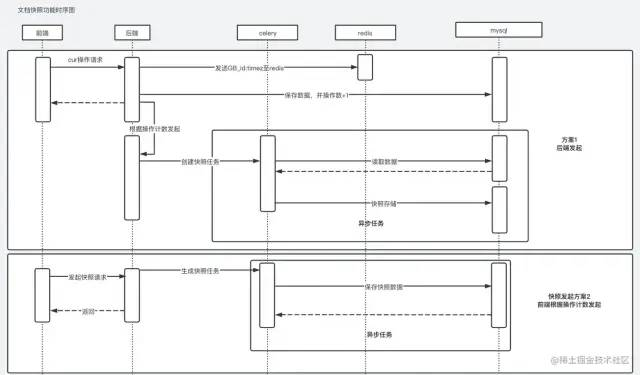 文档快照功能时序图
前端
后端
celery
redis
mysql
cur操作请求
发送GB_id:timez至redis
保存数据，并操作数+1
根据操作计数发起
方案1
后端发起
创建快照任务
读取数据
快照存储
异步任务
发起快照请求
生成快照任务
保存快照数据
快照发起方案2
前端根据操作计数发起
返回
异步任务
@稀土掘金技术社区